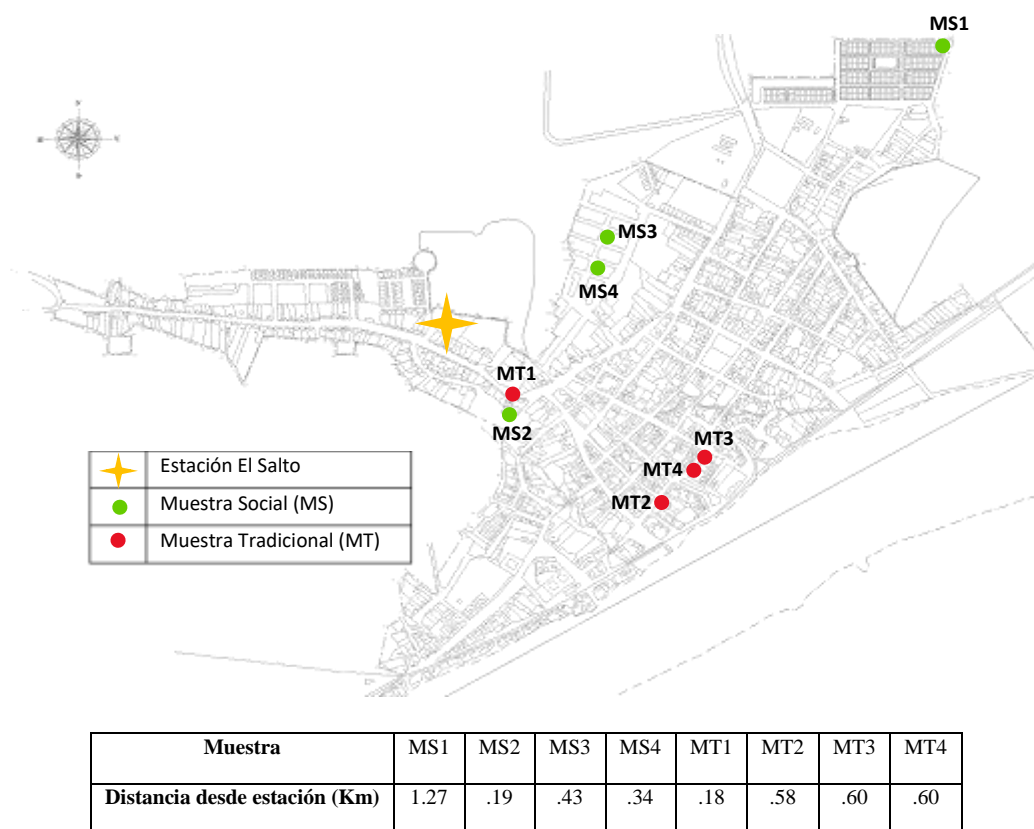 MS1
MS3
MS4
MT1
MS2
MT3
MT4
MT2
Estación El Salto
Muestra Social (MS)
Muestra Tradicional (MT)
Muestra MS1 MS2 MS3 MS4 MT1 MT2 MT3 MT4
Distancia desde estación (Km) 1.27 .19 .43 .34 .18 .58 .60 .60